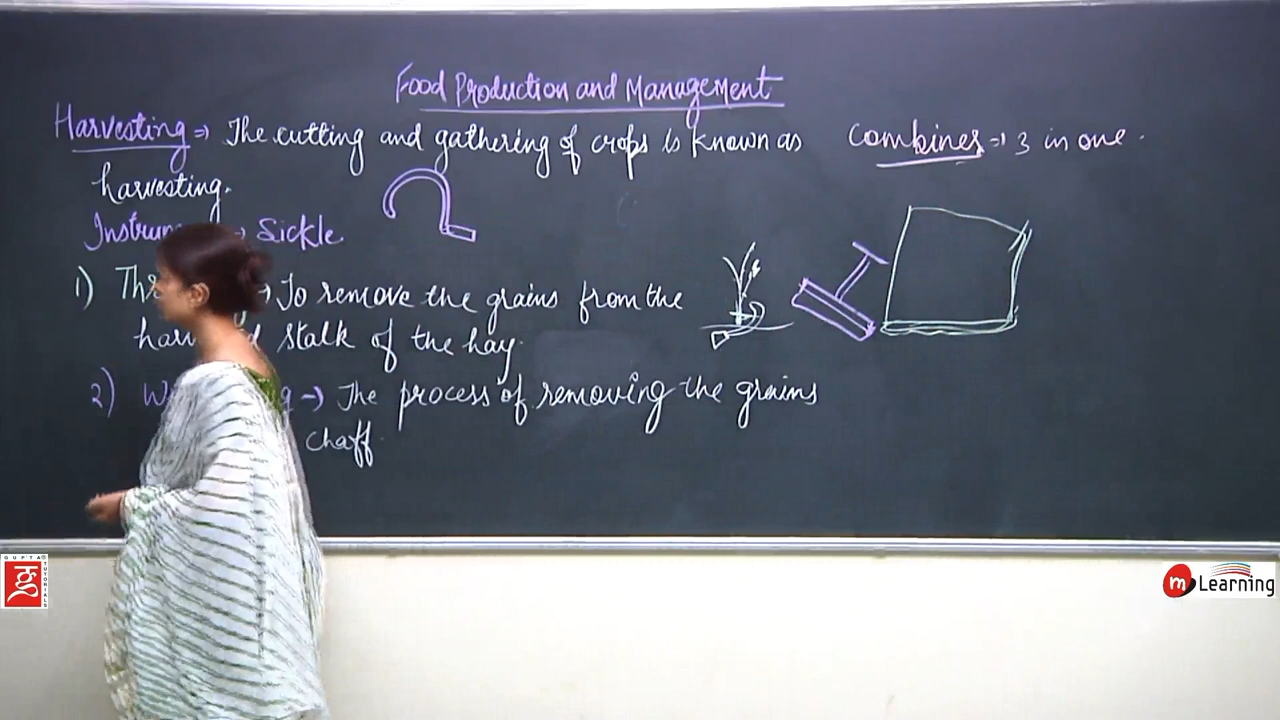 Food Production and Management
Harvesting ⇒ The cutting and gathering of crops is known as
harvesting.
Combines ⇒ 3 in one.
→ Sickle
1) → To remove the grains from the
stalk of the hay.
2) → The process of removing the grains
chaff.
GUPTA TUTORIALS
m Learning